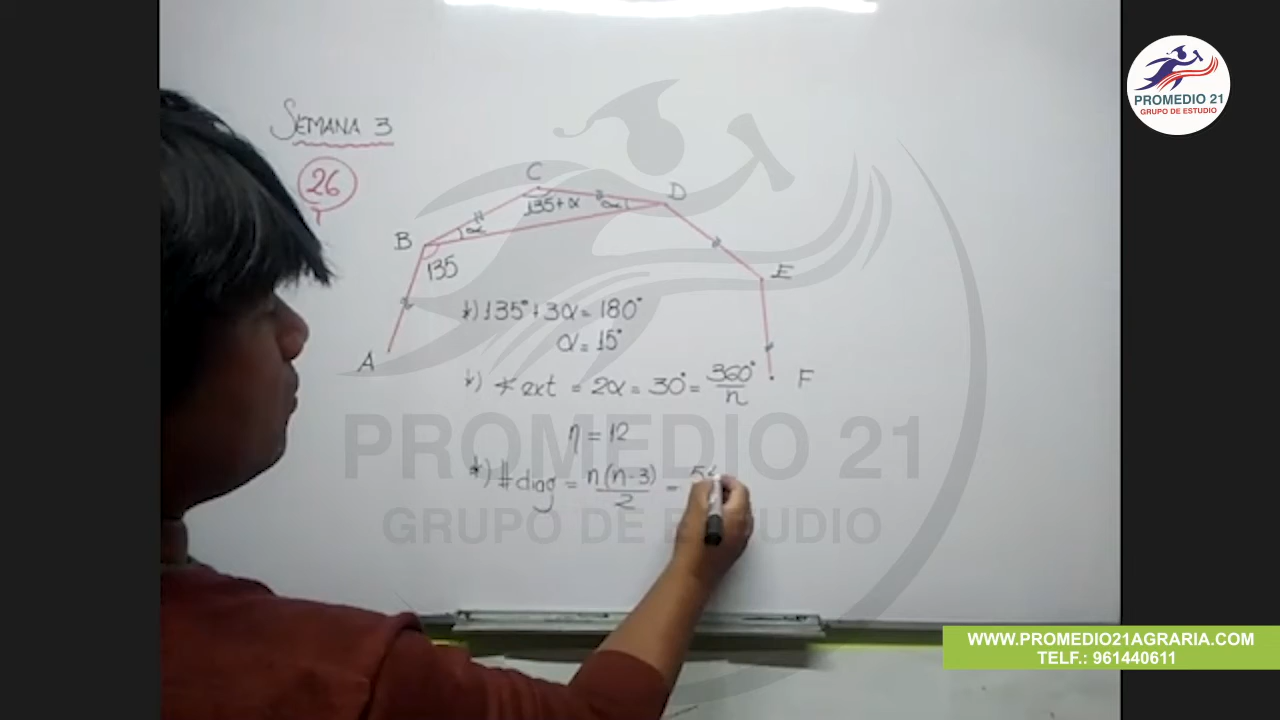 SEMANA 3
26
C
D
135+α
α
α
B
E
135
*) 135°+3α=180°
α=15°
A
F
*) ∢ext = 2α = 30° = 360°/n
n = 12
*) # diag = n(n-3)/2 = 54
PROMEDIO 21
GRUPO DE ESTUDIO
PROMEDIO 21
GRUPO DE ESTUDIO
WWW.PROMEDIO21AGRARIA.COM
TELF.: 961440611